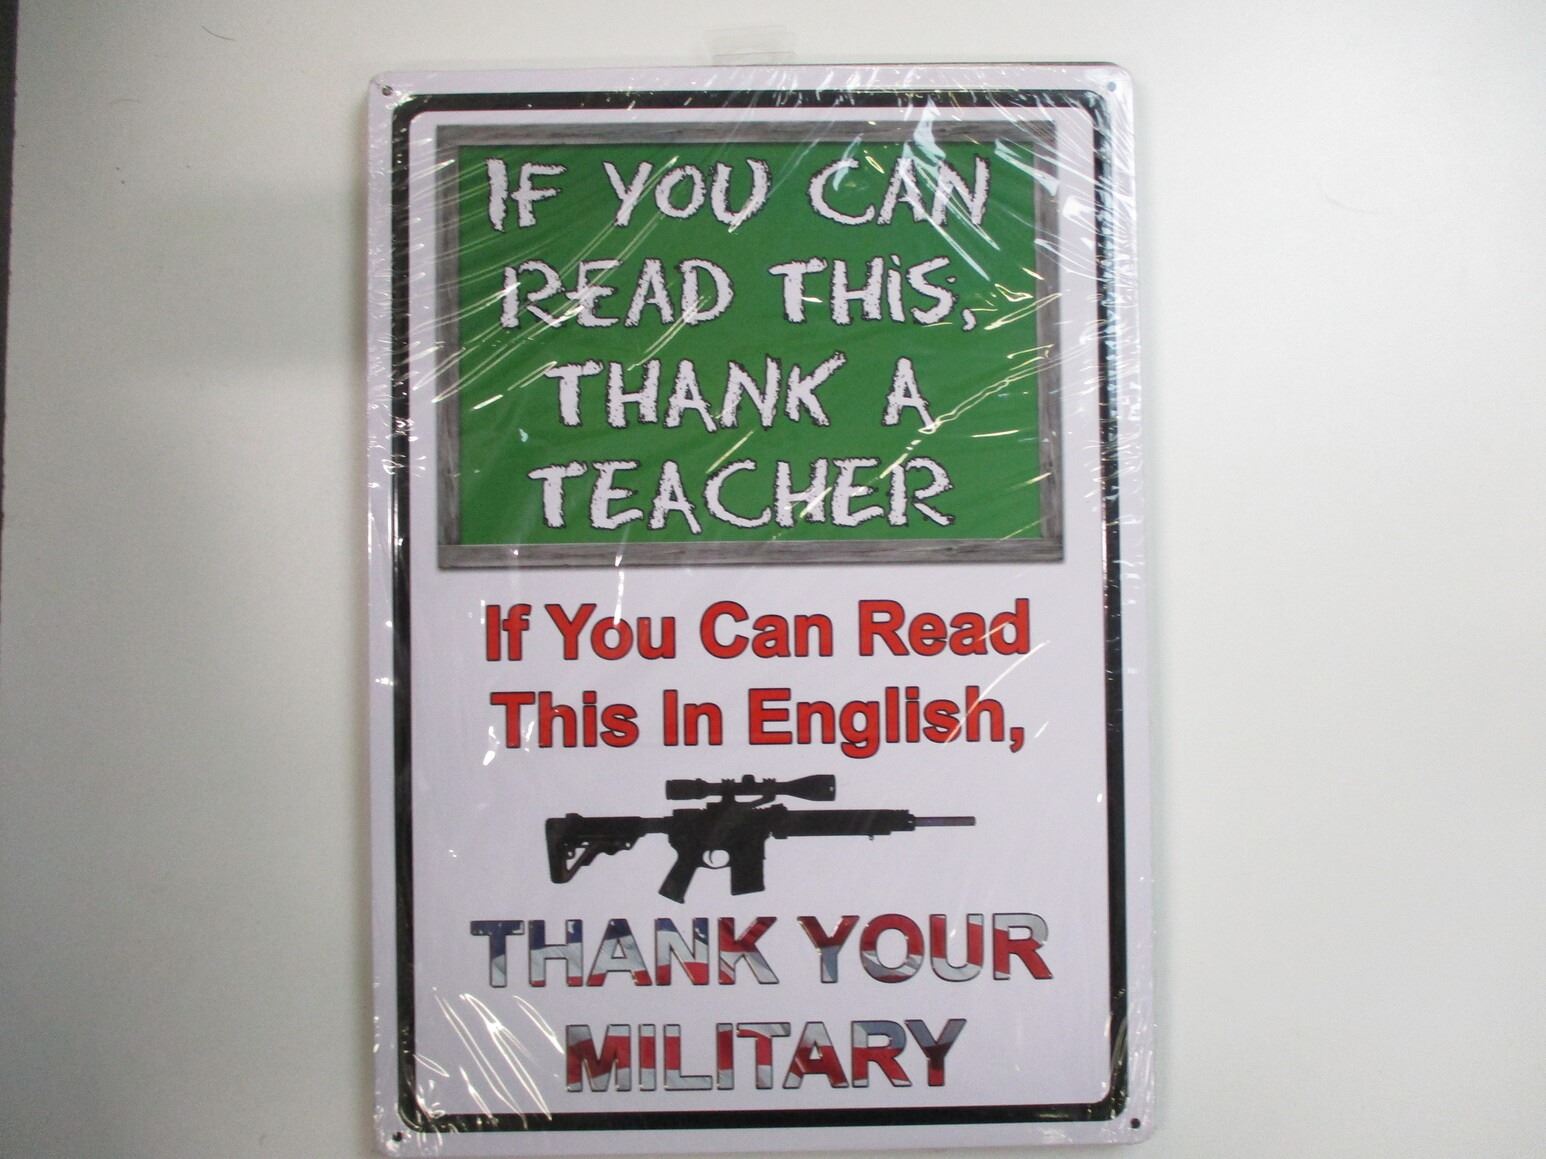 IF YOU CAN
READ THiS,
THANK A
TEACHER
If You Can Read
This In English,
THANK YOUR
MILITARY